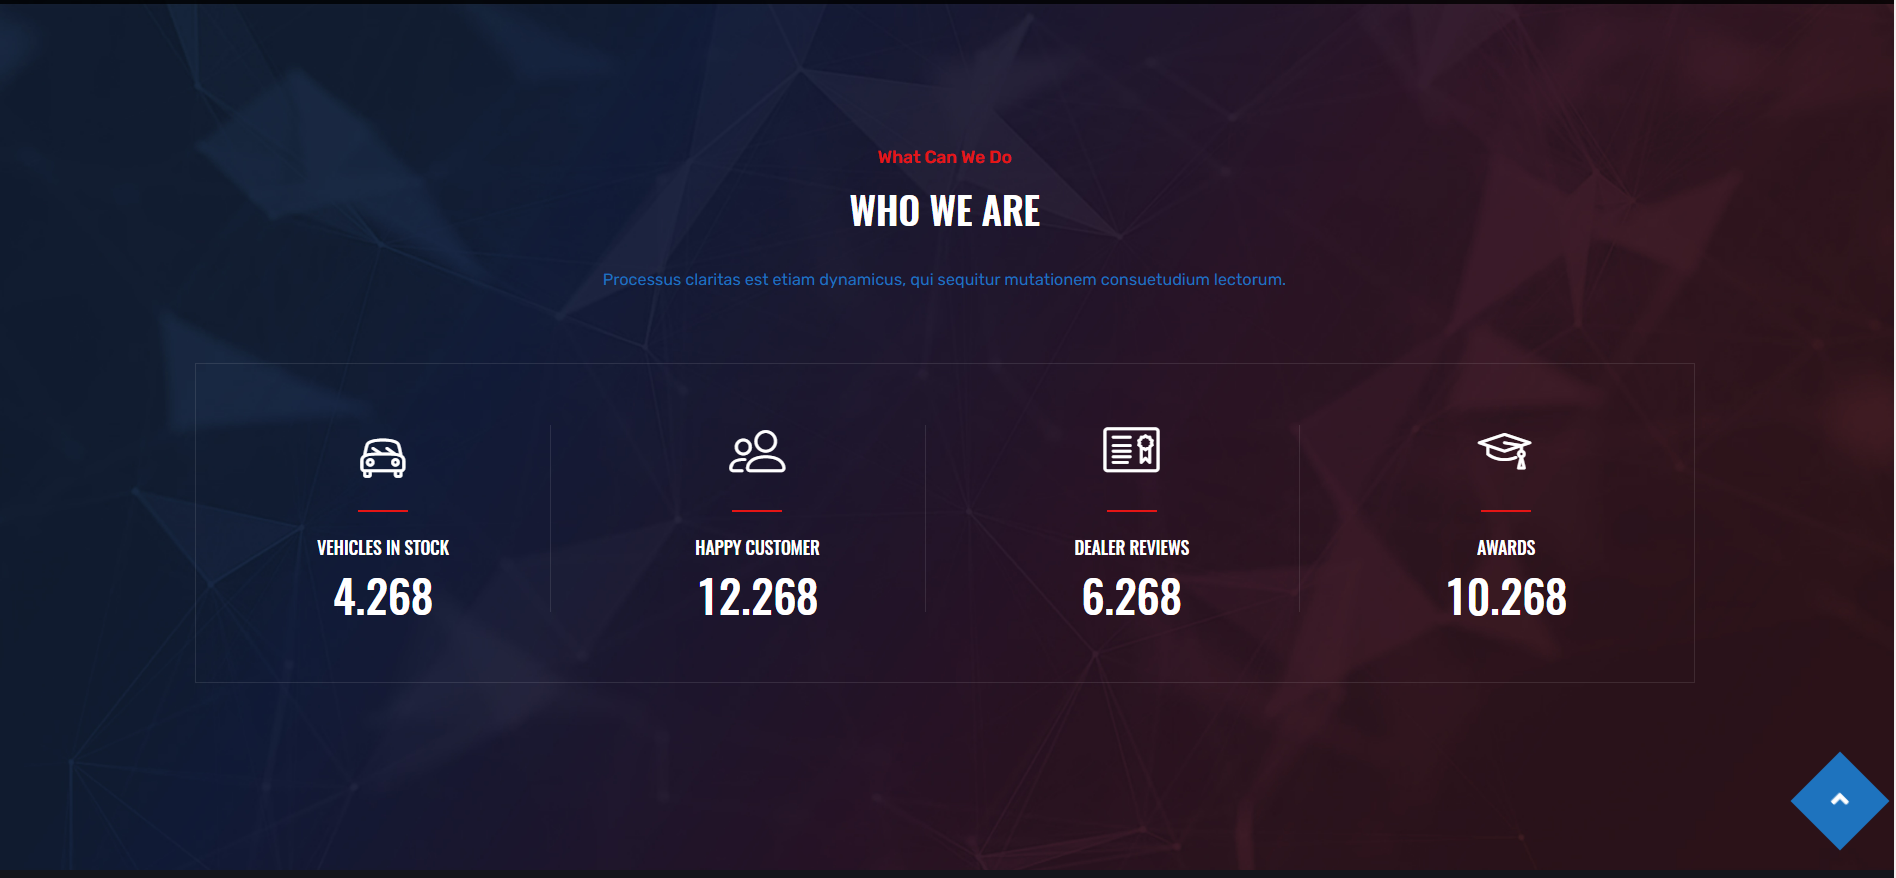 What Can We Do
WHO WE ARE
Processus claritas est etiam dynamicus, qui sequitur mutationem consuetudium lectorum.
VEHICLES IN STOCK
4.268
HAPPY CUSTOMER
12.268
DEALER REVIEWS
6.268
AWARDS
10.268